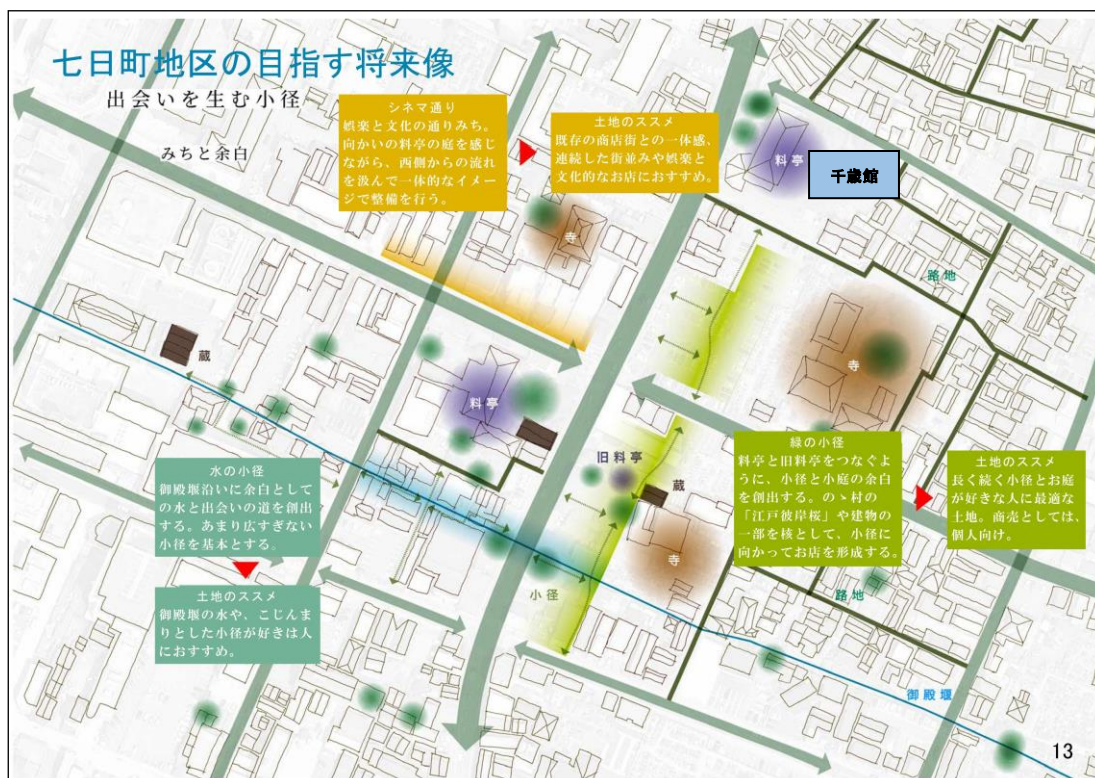 七日町地区の目指す将来像
出会いを生む小径
みちと余白
シネマ通り
娯楽と文化の通りみち。
向かいの料亭の庭を感じ
ながら、西側からの流れ
を汲んで一体的なイメー
ジで整備を行う。
土地のススメ
既存の商店街との一体感、
連続した街並みや娯楽と
文化的なお店におすすめ。
料亭
千歳館
寺
路地
蔵
寺
料亭
旧料亭
蔵
緑の小径
料亭と旧料亭をつなぐよ
うに、小径と小庭の余白
を創出する。のゝ村の
「江戸彼岸桜」や建物の
一部を核として、小径に
向かってお店を形成する。
土地のススメ
長く続く小径とお庭
が好きな人に最適な
土地。商売としては、
個人向け。
水の小径
御殿堰沿いに余白として
の水と出会いの道を創出
する。あまり広すぎない
小径を基本とする。
寺
小径
路地
土地のススメ
御殿堰の水や、こじんま
りとした小径が好きは人
におすすめ。
御殿堰
13